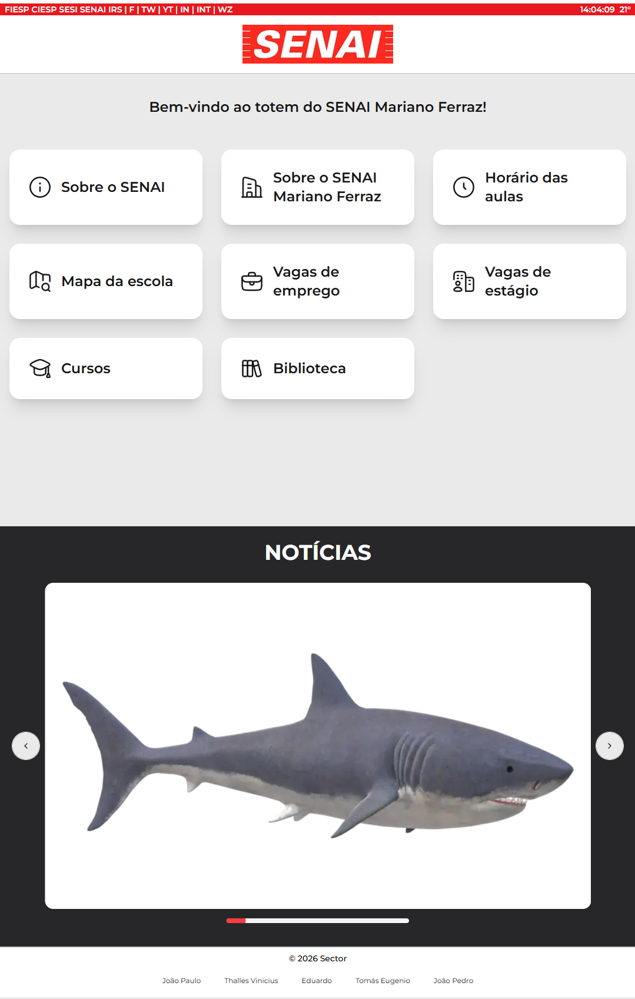 FIESP CIESP SESI SENAI IRS | F | TW | YT | IN | INT | WZ
14:04:09 21°
SENAI
Bem-vindo ao totem do SENAI Mariano Ferraz!
Sobre o SENAI
Sobre o SENAI
Mariano Ferraz
Horário das
aulas
Mapa da escola
Vagas de
emprego
Vagas de
estágio
Cursos
Biblioteca
NOTÍCIAS
© 2026 Sector
João Paulo
Thalles Vinicius
Eduardo
Tomás Eugenio
João Pedro